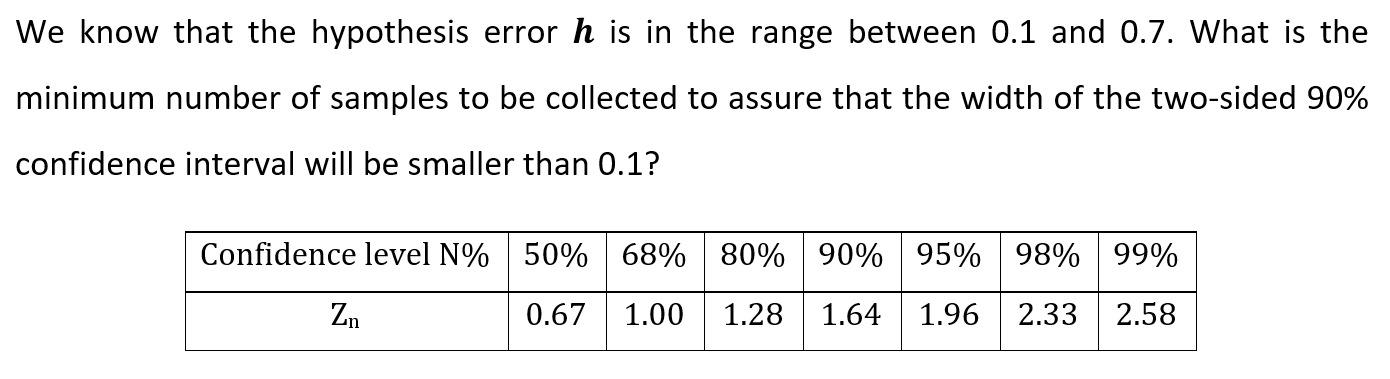 We know that the hypothesis error h is in the range between 0.1 and 0.7. What is the
minimum number of samples to be collected to assure that the width of the two-sided 90%
confidence interval will be smaller than 0.1?
Confidence level N% 50% 68% 80% 90% 95% 98% 99%
Zn 0.67 1.00 1.28 1.64 1.96 2.33 2.58